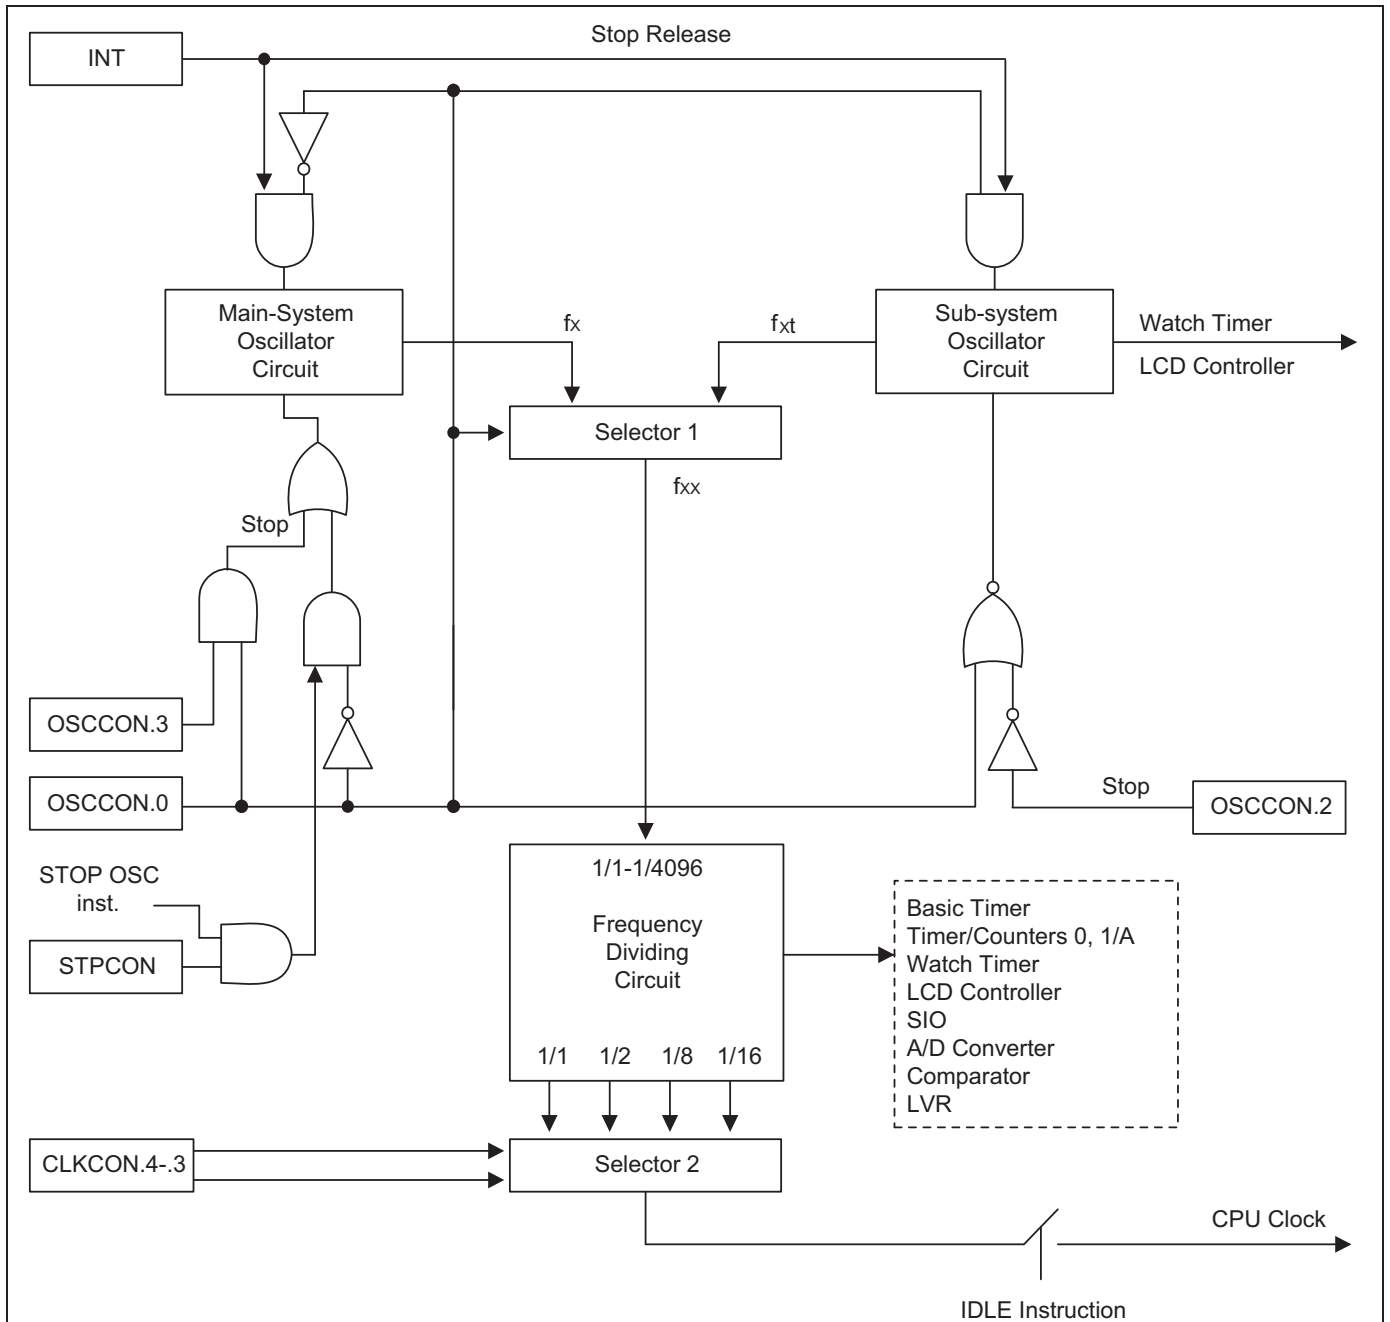 Stop Release
INT
Main-System
Oscillator
Circuit
fx
fxt
Sub-system
Oscillator
Circuit
Watch Timer
LCD Controller
Selector 1
fxx
Stop
OSCCON.3
OSCCON.0
Stop
OSCCON.2
STOP OSC
inst.
STPCON
1/1-1/4096
Frequency
Dividing
Circuit
1/1 1/2 1/8 1/16
Basic Timer
Timer/Counters 0, 1/A
Watch Timer
LCD Controller
SIO
A/D Converter
Comparator
LVR
CLKCON.4-.3
Selector 2
CPU Clock
IDLE Instruction